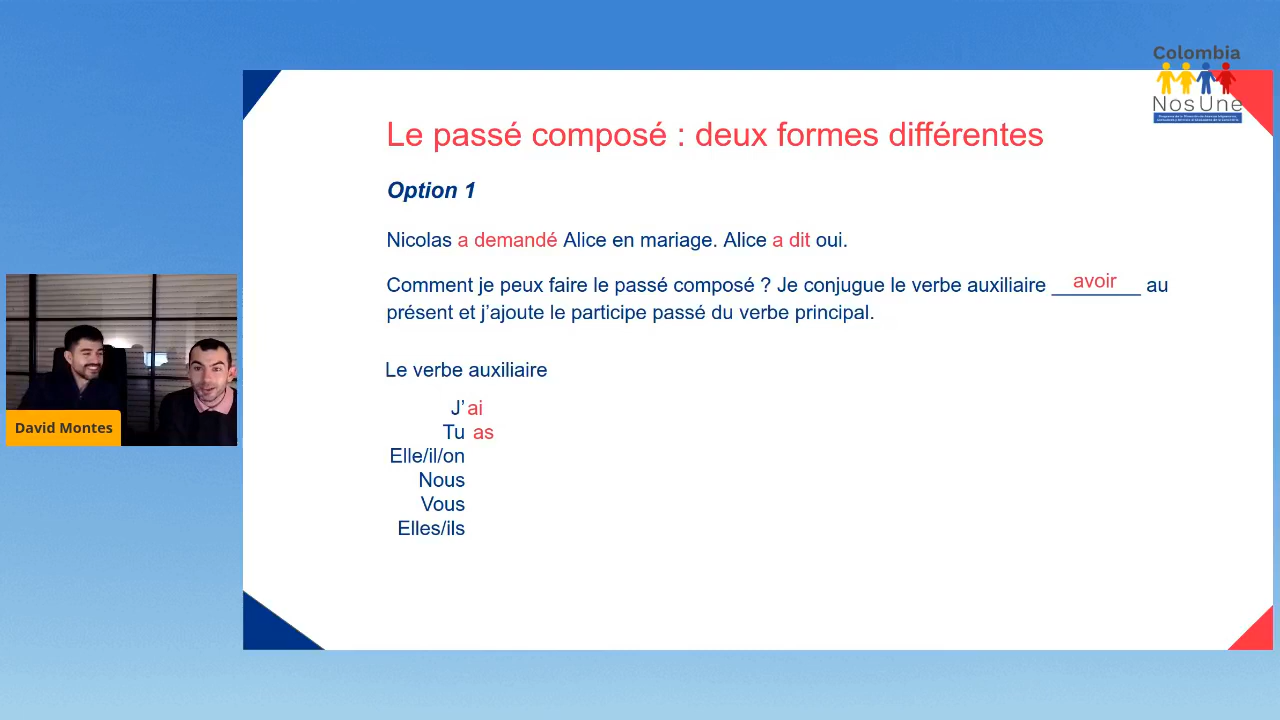 Colombia
NosUne
Le passé composé : deux formes différentes
Option 1
Nicolas a demandé Alice en mariage. Alice a dit oui.
Comment je peux faire le passé composé ? Je conjugue le verbe auxiliaire avoir au
présent et j’ajoute le participe passé du verbe principal.
Le verbe auxiliaire
J’ ai
Tu as
Elle/il/on
Nous
Vous
Elles/ils
David Montes